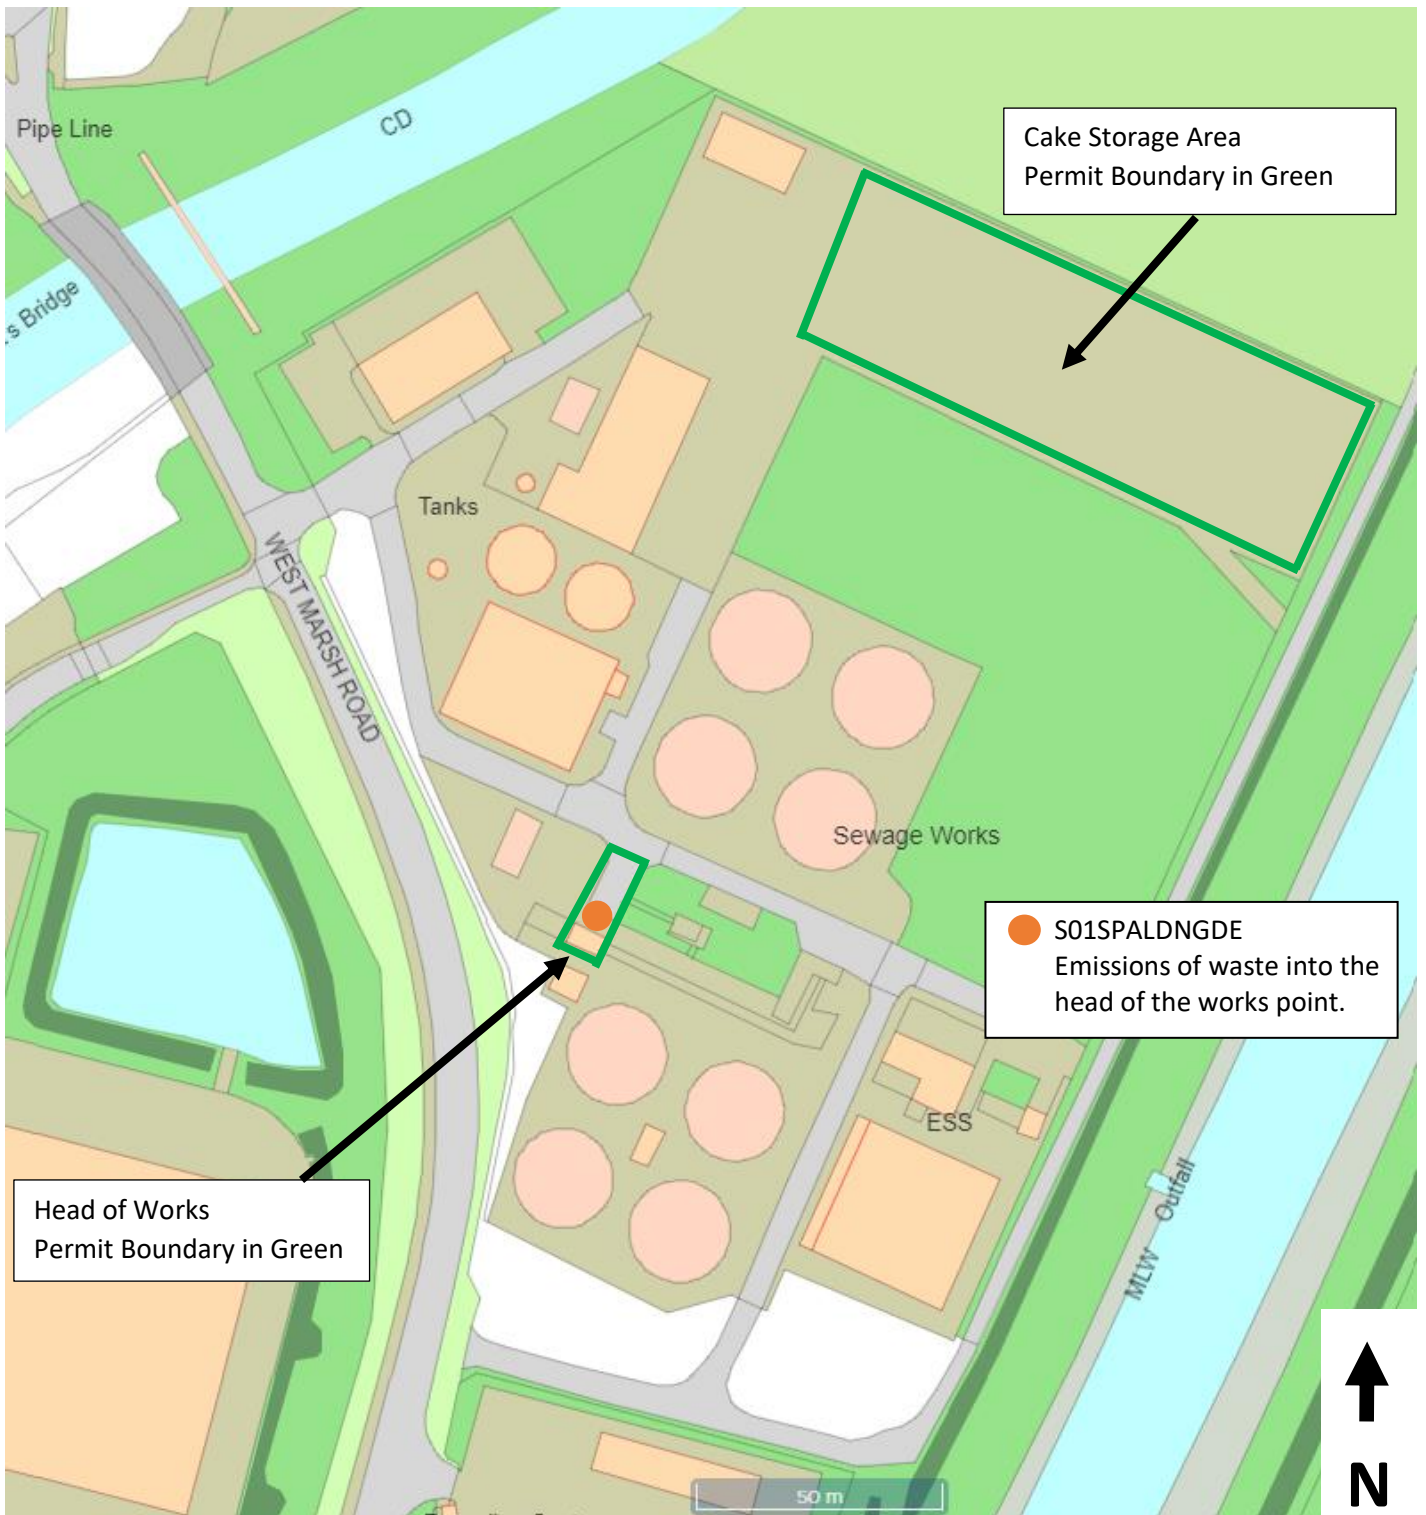 Pipe Line
CD
Cake Storage Area
Permit Boundary in Green
's Bridge
Tanks
WEST MARSH ROAD
Sewage Works
S01SPALDNGDE
Emissions of waste into the
head of the works point.
ESS
Outfall
MLW
Head of Works
Permit Boundary in Green
50 m
N